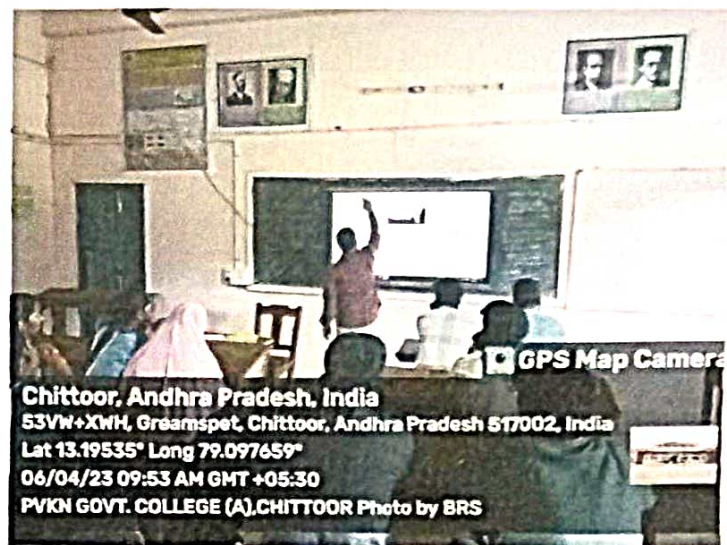 GPS Map Camera
Chittoor, Andhra Pradesh, India
53VW+XWH, Greamspet, Chittoor, Andhra Pradesh 517002, India
Lat 13.19535° Long 79.097659°
06/04/23 09:53 AM GMT +05:30
PVKN GOVT. COLLEGE (A),CHITTOOR Photo by BRS